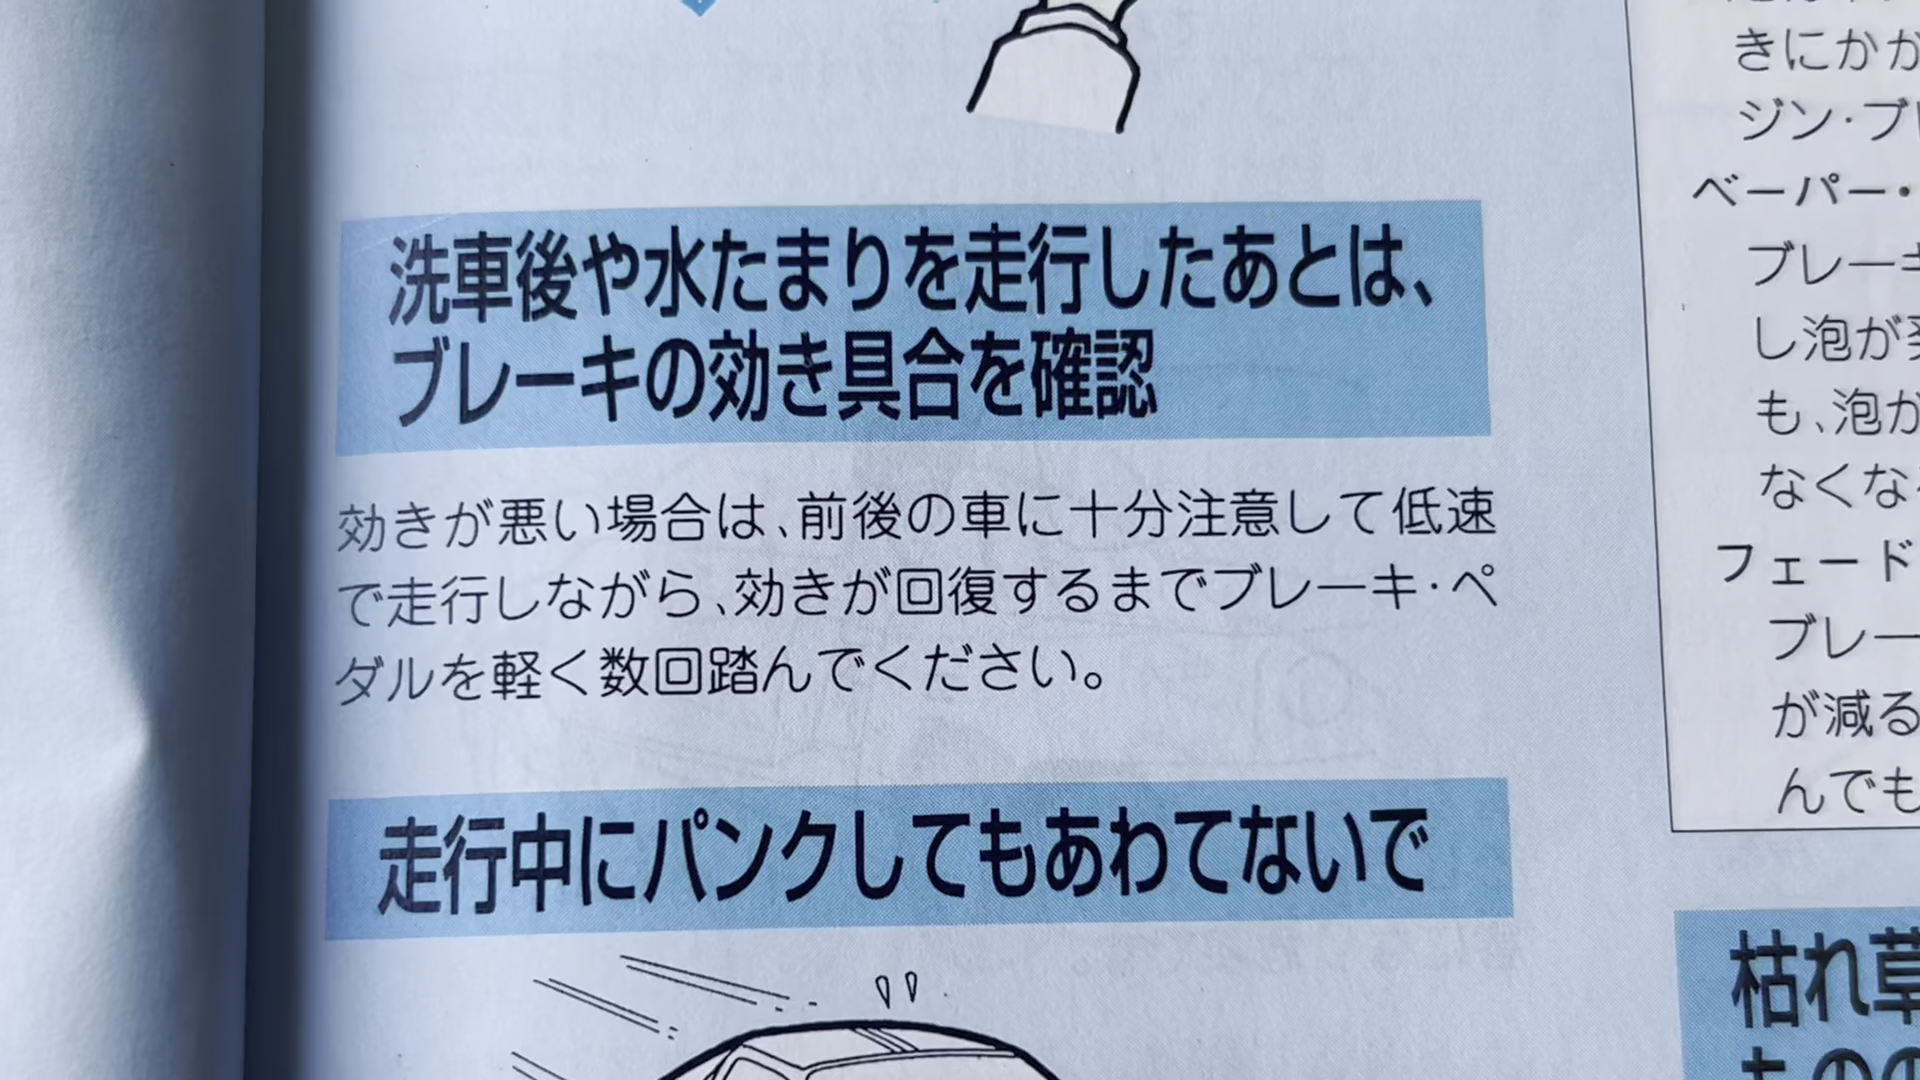 洗車後や水たまりを走行したあとは、
ブレーキの効き具合を確認
効きが悪い場合は、前後の車に十分注意して低速
で走行しながら、効きが回復するまでブレーキ・ペ
ダルを軽く数回踏んでください。
走行中にパンクしてもあわてないで
きにかか
ジン・ブレ
ベーパー・
ブレーキ
し泡が
も、泡が
なくな
フェード
ブレー
が減る
んでも
枯れ草
ものの